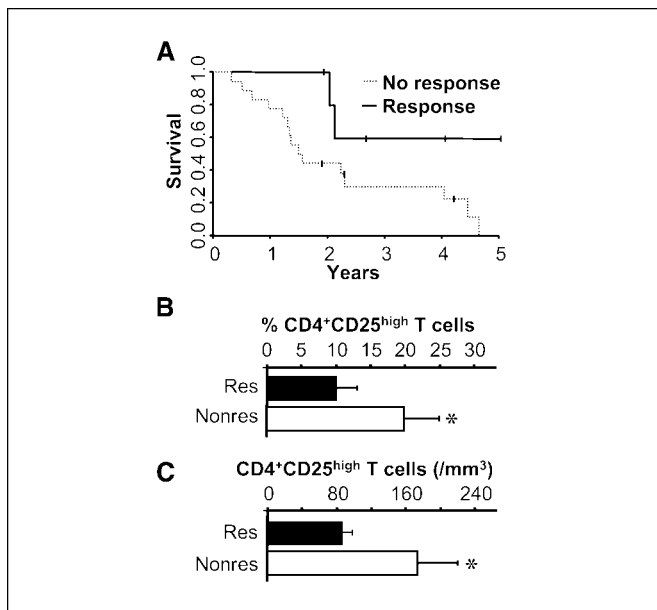 A
1.0
0.8
0.6
0.4
0.2
0.0
Survival
No response
Response
0 1 2 3 4 5
Years
B
% CD4⁺CD25ʰⁱᵍʰ T cells
0 5 10 15 20 25 30
Res
Nonres *
C
CD4⁺CD25ʰⁱᵍʰ T cells (/mm³)
0 80 160 240
Res
Nonres *